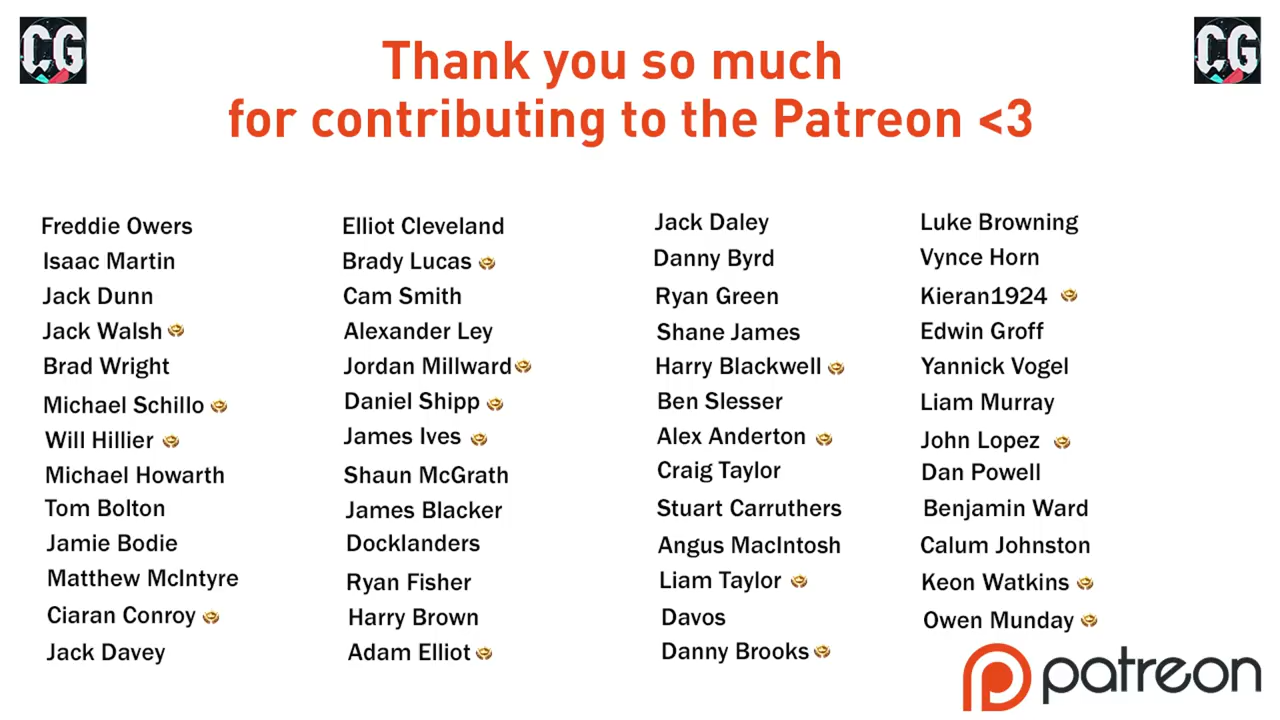 CG
CG
Thank you so much
for contributing to the Patreon <3
Freddie Owers
Isaac Martin
Jack Dunn
Jack Walsh
Brad Wright
Michael Schillo
Will Hillier
Michael Howarth
Tom Bolton
Jamie Bodie
Matthew McIntyre
Ciaran Conroy
Jack Davey
Elliot Cleveland
Brady Lucas
Cam Smith
Alexander Ley
Jordan Millward
Daniel Shipp
James Ives
Shaun McGrath
James Blacker
Docklanders
Ryan Fisher
Harry Brown
Adam Elliot
Jack Daley
Danny Byrd
Ryan Green
Shane James
Harry Blackwell
Ben Slesser
Alex Anderton
Craig Taylor
Stuart Carruthers
Angus MacIntosh
Liam Taylor
Davos
Danny Brooks
Luke Browning
Vynce Horn
Kieran1924
Edwin Groff
Yannick Vogel
Liam Murray
John Lopez
Dan Powell
Benjamin Ward
Calum Johnston
Keon Watkins
Owen Munday
patreon